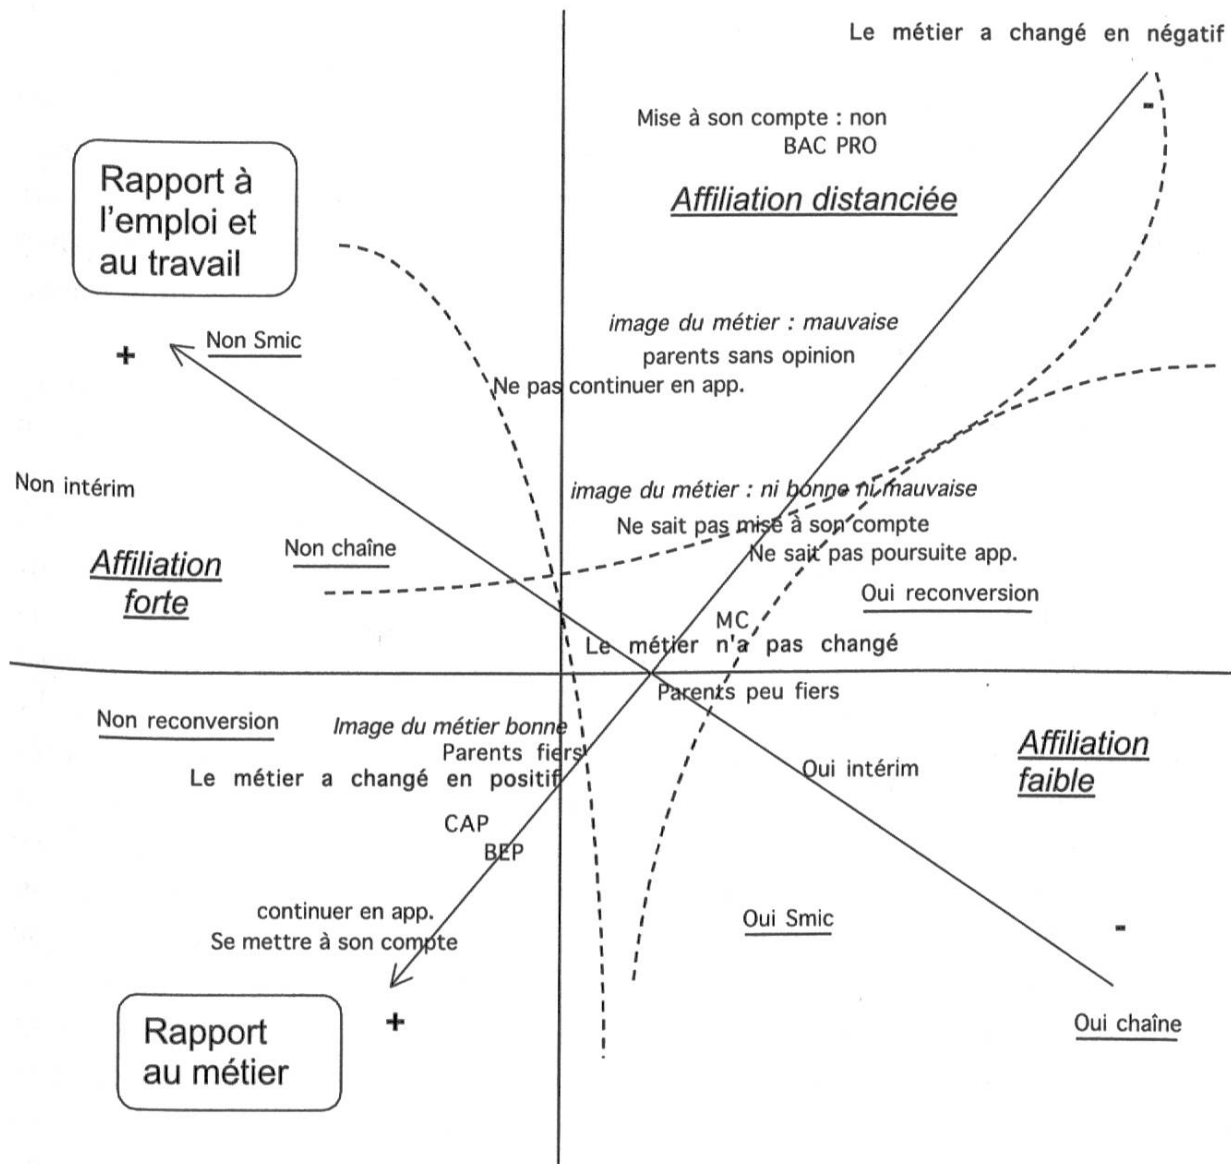 Le métier a changé en négatif
-
Mise à son compte : non
BAC PRO
Affiliation distanciée
Rapport à
l'emploi et
au travail
image du métier : mauvaise
parents sans opinion
Non Smic
+
Ne pas continuer en app.
Non intérim
image du métier : ni bonne ni mauvaise
Ne sait pas mise à son compte
Non chaîne
Ne sait pas poursuite app.
Affiliation
forte
Oui reconversion
MC
Le métier n'a pas changé
Parents peu fiers
Non reconversion
Image du métier bonne
Parents fiers
Le métier a changé en positif
Affiliation
faible
Oui intérim
CAP
BEP
continuer en app.
Se mettre à son compte
Oui Smic
-
Rapport
au métier
+
Oui chaîne